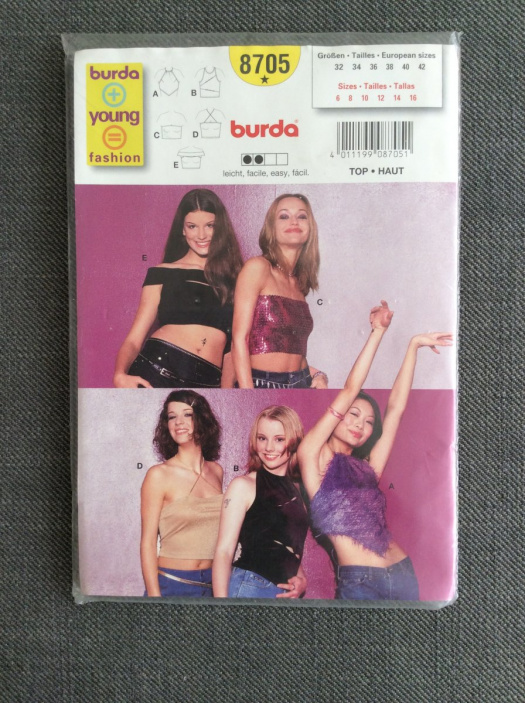 burda
+
young
=
fashion
8705
★
A
B
C
D
E
burda®
leicht, facile, easy, fácil.
Größen • Tailles • European sizes
32 34 36 38 40 42
Sizes • Tailles • Tallas
6 8 10 12 14 16
4 011199 087051
TOP • HAUT
E
C
D
B
A